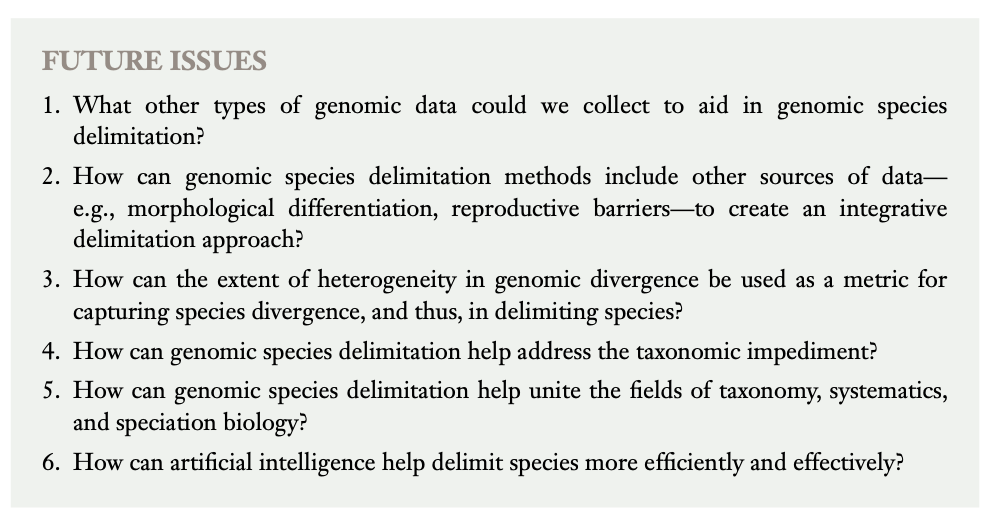 FUTURE ISSUES
1. What other types of genomic data could we collect to aid in genomic species
delimitation?
2. How can genomic species delimitation methods include other sources of data—
e.g., morphological differentiation, reproductive barriers—to create an integrative
delimitation approach?
3. How can the extent of heterogeneity in genomic divergence be used as a metric for
capturing species divergence, and thus, in delimiting species?
4. How can genomic species delimitation help address the taxonomic impediment?
5. How can genomic species delimitation help unite the fields of taxonomy, systematics,
and speciation biology?
6. How can artificial intelligence help delimit species more efficiently and effectively?